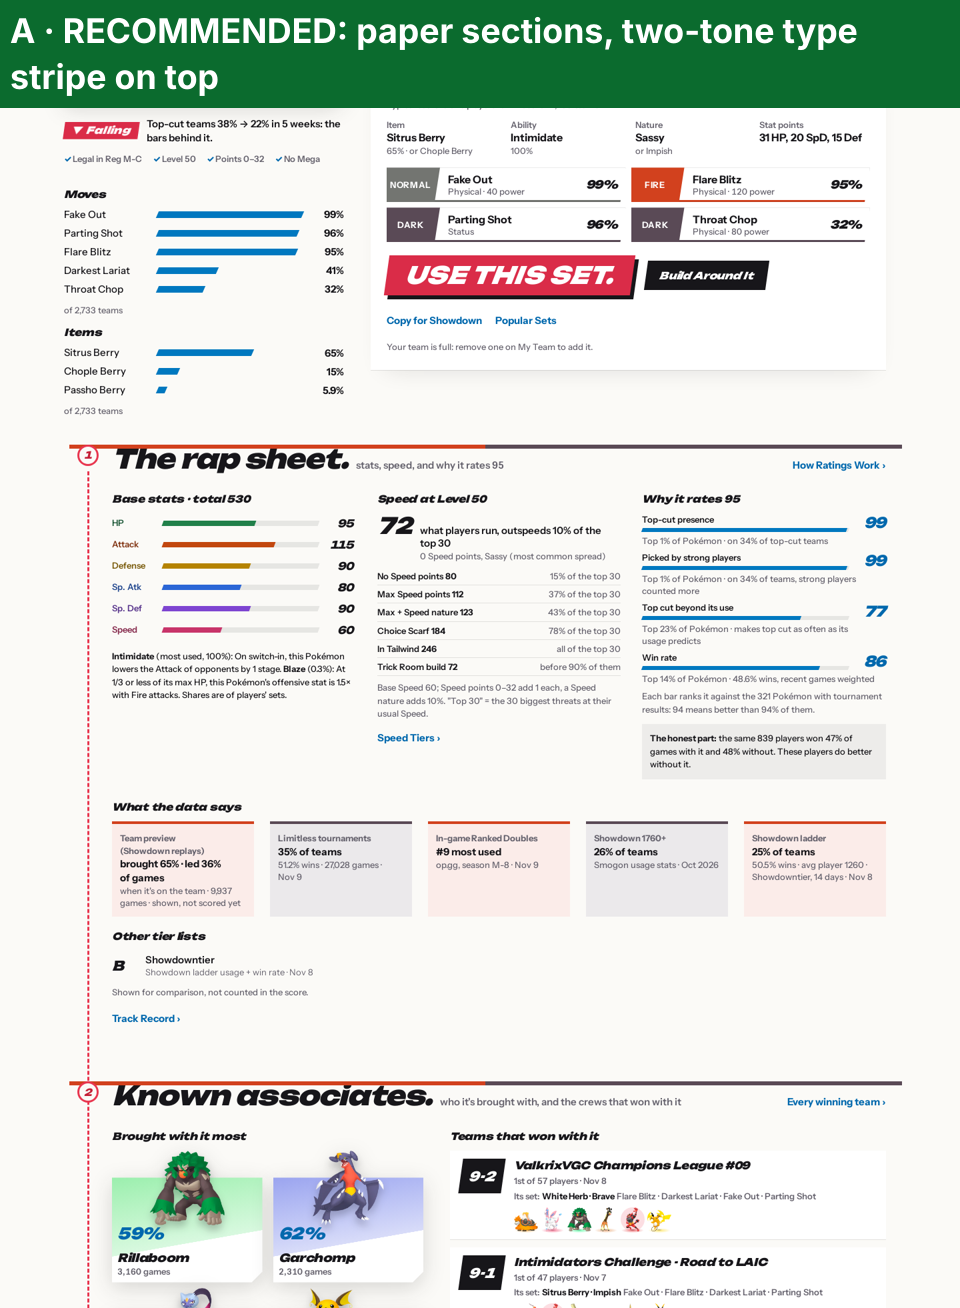 A · RECOMMENDED: paper sections, two-tone type
stripe on top
▼ Falling
Top-cut teams 38% → 22% in 5 weeks: the
bars behind it.
✓Legal in Reg M-C ✓Level 50 ✓Points 0–32 ✓No Mega
Moves
Fake Out 99%
Parting Shot 96%
Flare Blitz 95%
Darkest Lariat 41%
Throat Chop 32%
of 2,733 teams
Items
Sitrus Berry 65%
Chople Berry 15%
Passho Berry 5.9%
of 2,733 teams
Item
Sitrus Berry
65% · or Chople Berry
Ability
Intimidate
100%
Nature
Sassy
or Impish
Stat points
31 HP, 20 SpD, 15 Def
NORMAL
Fake Out
Physical · 40 power
99%
FIRE
Flare Blitz
Physical · 120 power
95%
DARK
Parting Shot
Status
96%
DARK
Throat Chop
Physical · 80 power
32%
USE THIS SET.
Build Around It
Copy for Showdown Popular Sets
Your team is full: remove one on My Team to add it.
1
The rap sheet. stats, speed, and why it rates 95
How Ratings Work ›
Base stats · total 530
HP 95
Attack 115
Defense 90
Sp. Atk 80
Sp. Def 90
Speed 60
Intimidate (most used, 100%): On switch-in, this Pokémon
lowers the Attack of opponents by 1 stage. Blaze (0.3%): At
1/3 or less of its max HP, this Pokémon's offensive stat is 1.5×
with Fire attacks. Shares are of players' sets.
Speed at Level 50
72 what players run, outspeeds 10% of the
top 30
0 Speed points, Sassy (most common spread)
No Speed points 80 15% of the top 30
Max Speed points 112 37% of the top 30
Max + Speed nature 123 43% of the top 30
Choice Scarf 184 78% of the top 30
In Tailwind 246 all of the top 30
Trick Room build 72 before 90% of them
Base Speed 60; Speed points 0–32 add 1 each, a Speed
nature adds 10%. "Top 30" = the 30 biggest threats at their
usual Speed.
Speed Tiers ›
Why it rates 95
Top-cut presence 99
Top 1% of Pokémon · on 34% of top-cut teams
Picked by strong players 99
Top 1% of Pokémon · on 34% of teams, strong players
counted more
Top cut beyond its use 77
Top 23% of Pokémon · makes top cut as often as its
usage predicts
Win rate 86
Top 14% of Pokémon · 48.6% wins, recent games weighted
Each bar ranks it against the 321 Pokémon with tournament
results: 94 means better than 94% of them.
The honest part: the same 839 players won 47% of
games with it and 48% without. These players do better
without it.
What the data says
Team preview
(Showdown replays)
brought 65% · led 36%
of games
when it's on the team · 9,937
games · shown, not scored yet
Limitless tournaments
35% of teams
51.2% wins · 27,028 games ·
Nov 9
In-game Ranked Doubles
#9 most used
opgg, season M-8 · Nov 9
Showdown 1760+
26% of teams
Smogon usage stats · Oct 2026
Showdown ladder
25% of teams
50.5% wins · avg player 1260 ·
Showdowntier, 14 days · Nov 8
Other tier lists
B
Showdowntier
Showdown ladder usage + win rate · Nov 8
Shown for comparison, not counted in the score.
Track Record ›
2
Known associates. who it's brought with, and the crews that won with it
Every winning team ›
Brought with it most
59%
Rillaboom
3,160 games
62%
Garchomp
2,310 games
Teams that won with it
9-2
ValkrixVGC Champions League #09
1st of 57 players · Nov 8
Its set: White Herb · Brave Flare Blitz · Darkest Lariat · Fake Out · Parting Shot
9-1
Intimidators Challenge - Road to LAIC
1st of 47 players · Nov 7
Its set: Sitrus Berry · Impish Fake Out · Flare Blitz · Darkest Lariat · Parting Shot